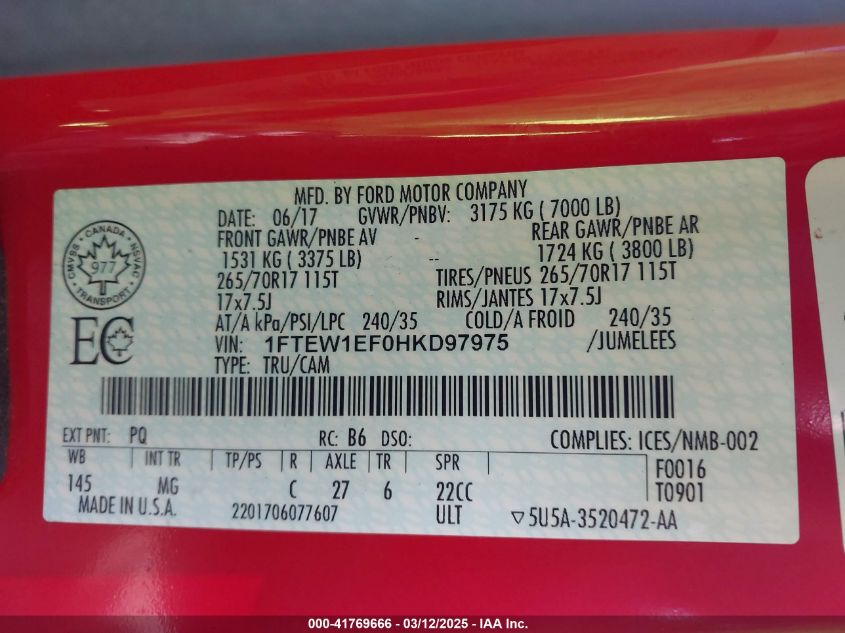 MFD. BY FORD MOTOR COMPANY
DATE: 06/17 GVWR/PNBV: 3175 KG ( 7000 LB)
FRONT GAWR/PNBE AV - REAR GAWR/PNBE AR
1531 KG ( 3375 LB) -- 1724 KG ( 3800 LB)
265/70R17 115T TIRES/PNEUS 265/70R17 115T
17x7.5J RIMS/JANTES 17x7.5J
AT/A kPa/PSI/LPC 240/35 COLD/A FROID 240/35
VIN: 1FTEW1EF0HKD97975 /JUMELEES
TYPE: TRU/CAM
CANADA
CMVSS 977 NSVAC
TRANSPORT
EC
EXT PNT: PQ RC: B6 DSO: COMPLIES: ICES/NMB-002
WB INT TR TP/PS R AXLE TR SPR F0016
145 MG C 27 6 22CC T0901
MADE IN U.S.A. 2201706077607 ULT ▽5U5A-3520472-AA
000-41769666 - 03/12/2025 - IAA Inc.